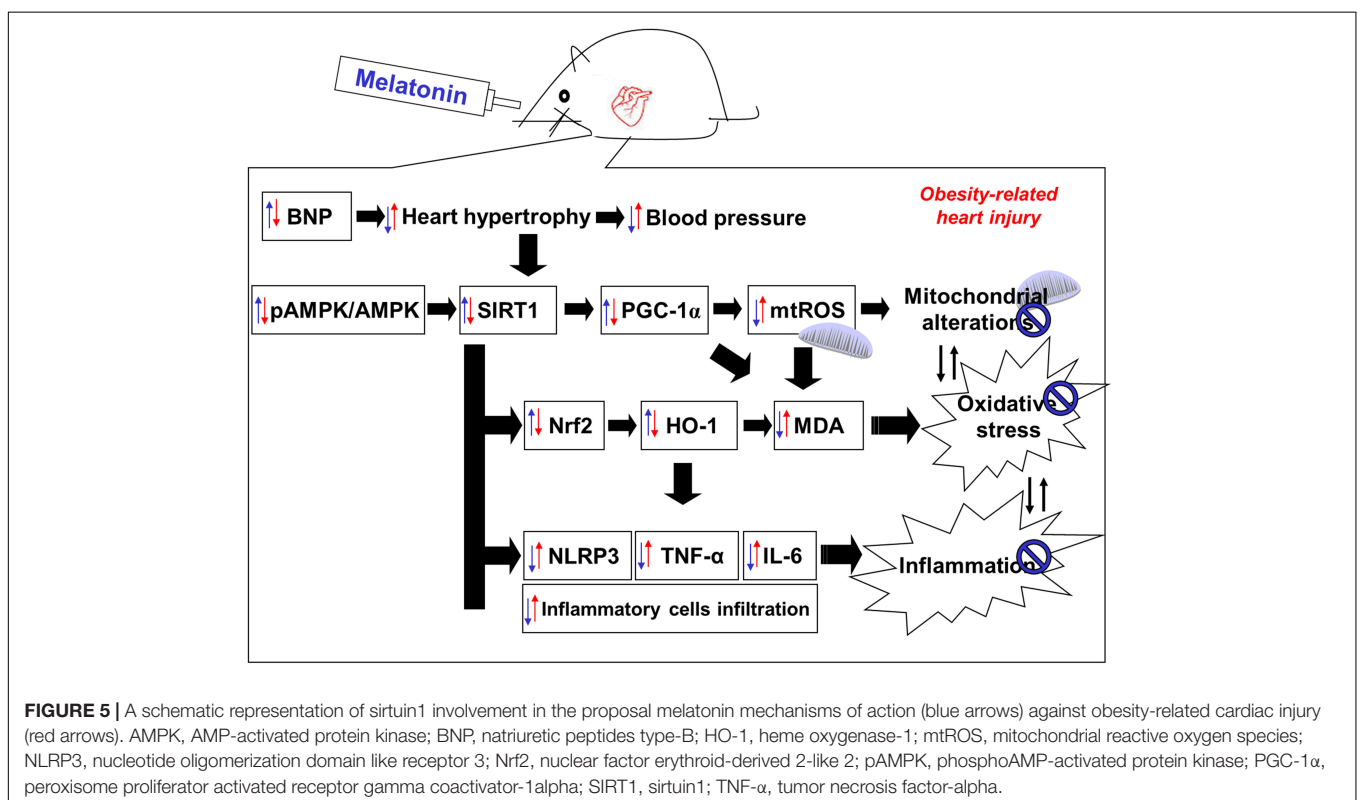 Melatonin
Obesity-related
heart injury
BNP
Heart hypertrophy
Blood pressure
pAMPK/AMPK
SIRT1
PGC-1α
mtROS
Mitochondrial
alterations
Nrf2
HO-1
MDA
Oxidative
stress
NLRP3
TNF-α
IL-6
Inflammation
Inflammatory cells infiltration
FIGURE 5 | A schematic representation of sirtuin1 involvement in the proposal melatonin mechanisms of action (blue arrows) against obesity-related cardiac injury
(red arrows). AMPK, AMP-activated protein kinase; BNP, natriuretic peptides type-B; HO-1, heme oxygenase-1; mtROS, mitochondrial reactive oxygen species;
NLRP3, nucleotide oligomerization domain like receptor 3; Nrf2, nuclear factor erythroid-derived 2-like 2; pAMPK, phosphoAMP-activated protein kinase; PGC-1α,
peroxisome proliferator activated receptor gamma coactivator-1alpha; SIRT1, sirtuin1; TNF-α, tumor necrosis factor-alpha.